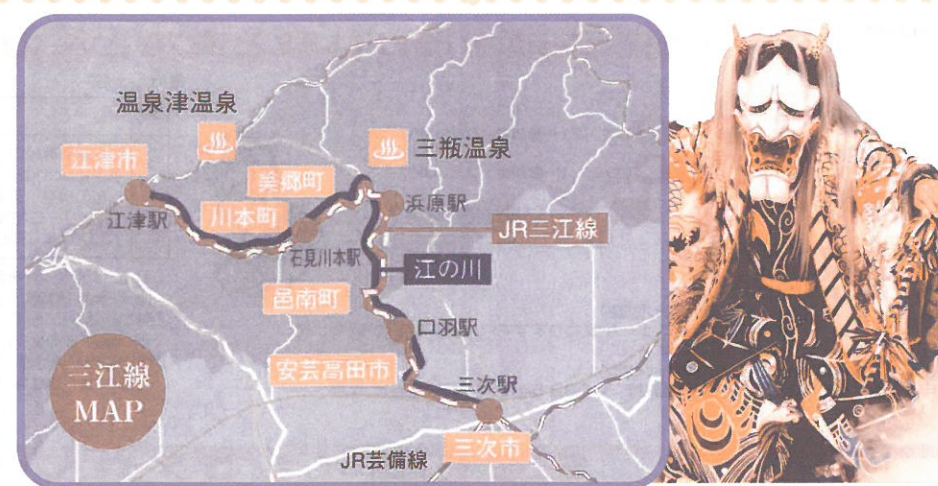 温泉津温泉
江津市
江津駅
川本町
美郷町
三瓶温泉
浜原駅
石見川本駅
JR三江線
江の川
邑南町
口羽駅
安芸高田市
三次駅
三次市
JR芸備線
三江線
MAP